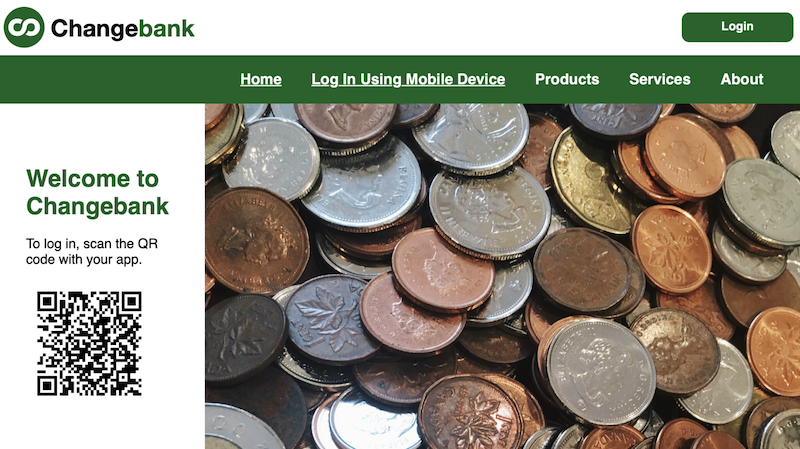 Changebank
Login
Home Log In Using Mobile Device Products Services About
Welcome to
Changebank
To log in, scan the QR
code with your app.